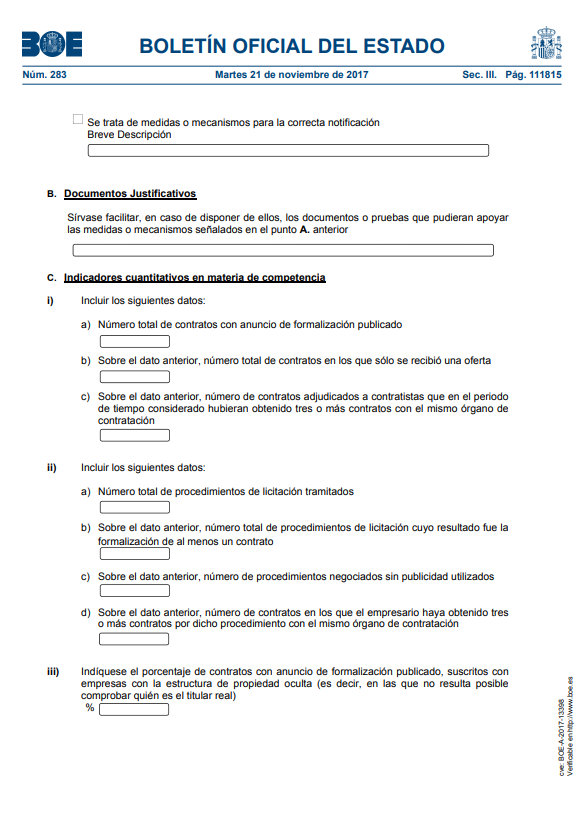 BOE
BOLETÍN OFICIAL DEL ESTADO
Núm. 283 Martes 21 de noviembre de 2017 Sec. III. Pág. 111815
Se trata de medidas o mecanismos para la correcta notificación
Breve Descripción
B. Documentos Justificativos
Sírvase facilitar, en caso de disponer de ellos, los documentos o pruebas que pudieran apoyar
las medidas o mecanismos señalados en el punto A. anterior
C. Indicadores cuantitativos en materia de competencia
i) Incluir los siguientes datos:
a) Número total de contratos con anuncio de formalización publicado
b) Sobre el dato anterior, número total de contratos en los que sólo se recibió una oferta
c) Sobre el dato anterior, número de contratos adjudicados a contratistas que en el periodo
de tiempo considerado hubieran obtenido tres o más contratos con el mismo órgano de
contratación
ii) Incluir los siguientes datos:
a) Número total de procedimientos de licitación tramitados
b) Sobre el dato anterior, número total de procedimientos de licitación cuyo resultado fue la
formalización de al menos un contrato
c) Sobre el dato anterior, número de procedimientos negociados sin publicidad utilizados
d) Sobre el dato anterior, número de contratos en los que el empresario haya obtenido tres
o más contratos por dicho procedimiento con el mismo órgano de contratación
iii) Indíquese el porcentaje de contratos con anuncio de formalización publicado, suscritos con
empresas con la estructura de propiedad oculta (es decir, en las que no resulta posible
comprobar quién es el titular real)
%
cve: BOE-A-2017-13398
Verificable en http://www.boe.es